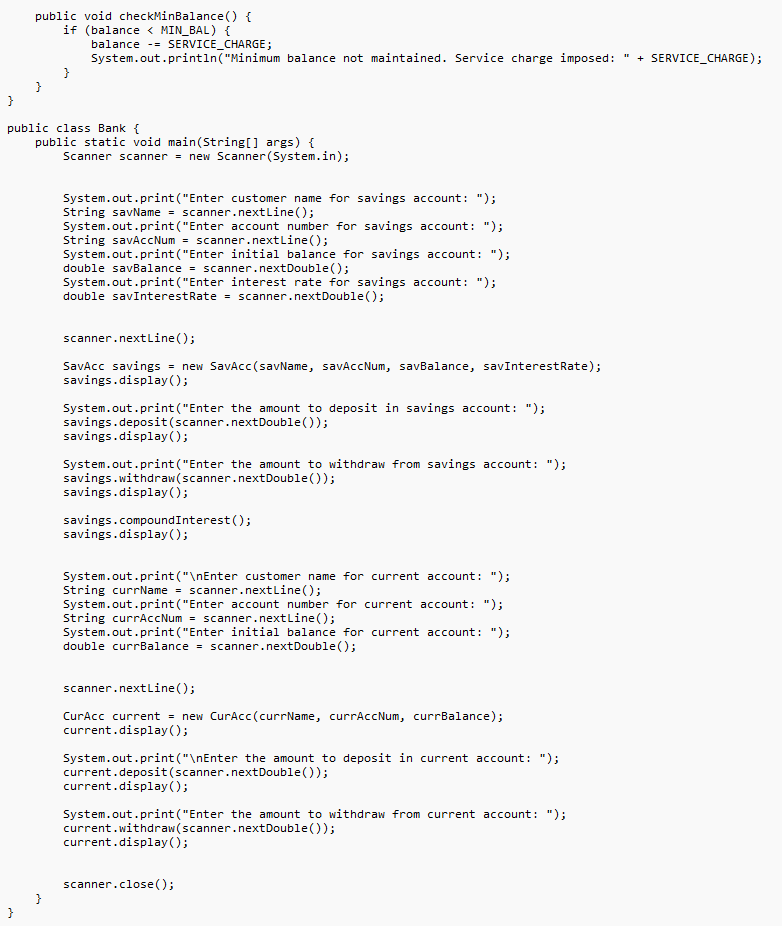 public void checkMinBalance() {
        if (balance < MIN_BAL) {
            balance -= SERVICE_CHARGE;
            System.out.println("Minimum balance not maintained. Service charge imposed: " + SERVICE_CHARGE);
        }
    }
}

public class Bank {
    public static void main(String[] args) {
        Scanner scanner = new Scanner(System.in);


        System.out.print("Enter customer name for savings account: ");
        String savName = scanner.nextLine();
        System.out.print("Enter account number for savings account: ");
        String savAccNum = scanner.nextLine();
        System.out.print("Enter initial balance for savings account: ");
        double savBalance = scanner.nextDouble();
        System.out.print("Enter interest rate for savings account: ");
        double savInterestRate = scanner.nextDouble();


        scanner.nextLine();

        SavAcc savings = new SavAcc(savName, savAccNum, savBalance, savInterestRate);
        savings.display();

        System.out.print("Enter the amount to deposit in savings account: ");
        savings.deposit(scanner.nextDouble());
        savings.display();

        System.out.print("Enter the amount to withdraw from savings account: ");
        savings.withdraw(scanner.nextDouble());
        savings.display();

        savings.compoundInterest();
        savings.display();


        System.out.print("\nEnter customer name for current account: ");
        String currName = scanner.nextLine();
        System.out.print("Enter account number for current account: ");
        String currAccNum = scanner.nextLine();
        System.out.print("Enter initial balance for current account: ");
        double currBalance = scanner.nextDouble();


        scanner.nextLine();

        CurAcc current = new CurAcc(currName, currAccNum, currBalance);
        current.display();

        System.out.print("\nEnter the amount to deposit in current account: ");
        current.deposit(scanner.nextDouble());
        current.display();

        System.out.print("Enter the amount to withdraw from current account: ");
        current.withdraw(scanner.nextDouble());
        current.display();


        scanner.close();
    }
}